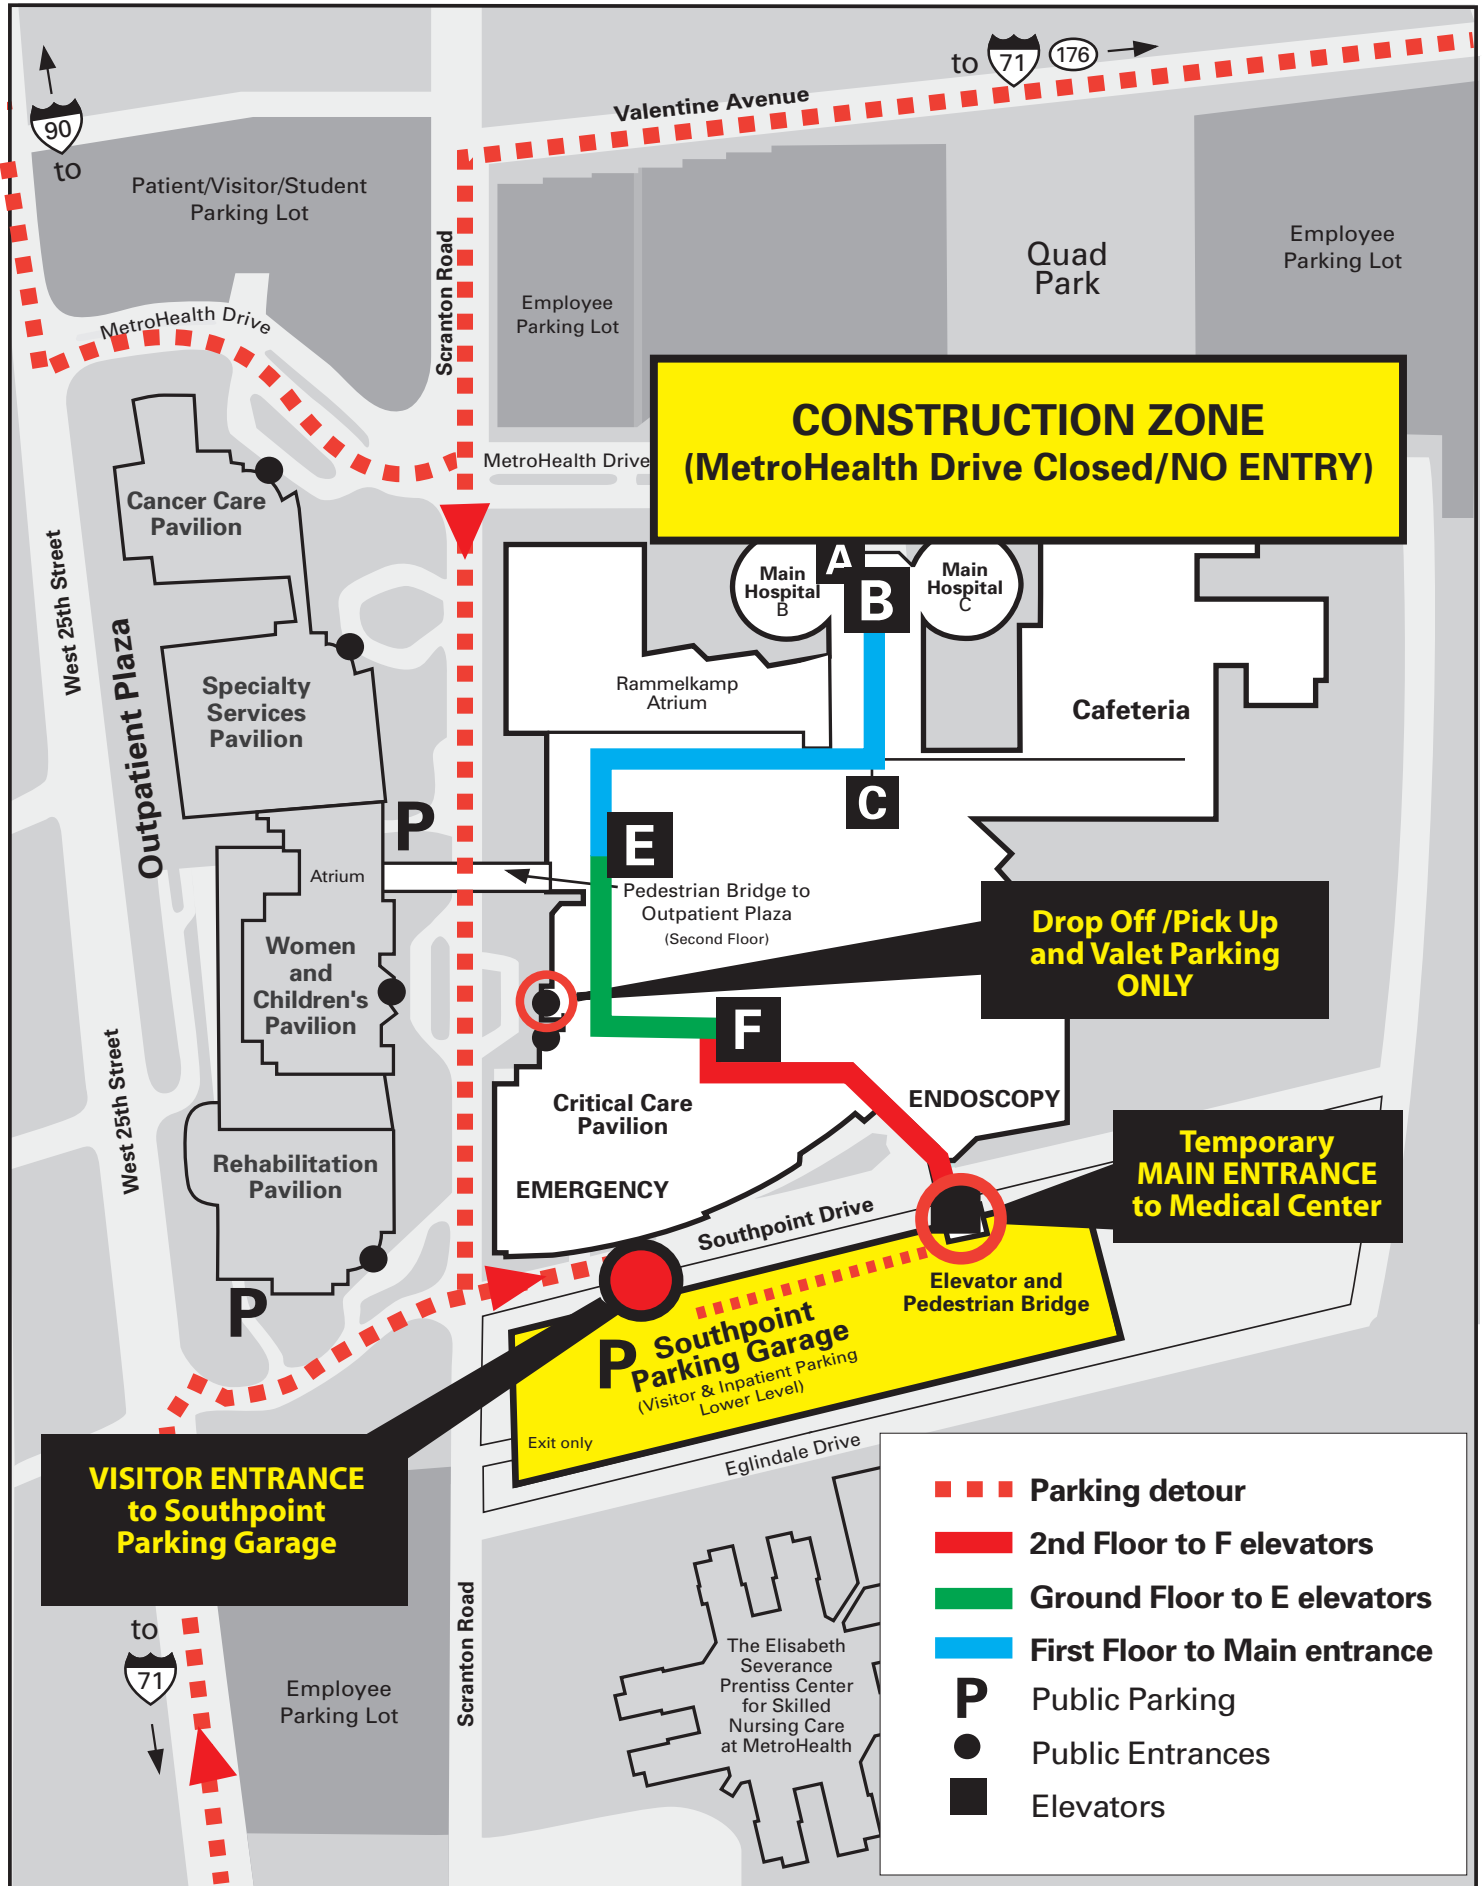 to 71 176
Valentine Avenue
90
to
Patient/Visitor/Student
Parking Lot
Scranton Road
Employee
Parking Lot
Quad
Park
Employee
Parking Lot
MetroHealth Drive
MetroHealth Drive
CONSTRUCTION ZONE
(MetroHealth Drive Closed/NO ENTRY)
Cancer Care
Pavilion
West 25th Street
Outpatient Plaza
Specialty
Services
Pavilion
A
B
Main
Hospital
B
Main
Hospital
C
Rammelkamp
Atrium
Cafeteria
P
C
E
Atrium
Pedestrian Bridge to
Outpatient Plaza
(Second Floor)
Drop Off /Pick Up
and Valet Parking
ONLY
Women
and
Children's
Pavilion
F
West 25th Street
Critical Care
Pavilion
ENDOSCOPY
Temporary
MAIN ENTRANCE
to Medical Center
Rehabilitation
Pavilion
EMERGENCY
Southpoint Drive
P
Elevator and
Pedestrian Bridge
P Southpoint
Parking Garage
(Visitor & Inpatient Parking
Lower Level)
Exit only
Eglindale Drive
VISITOR ENTRANCE
to Southpoint
Parking Garage
to
71
Employee
Parking Lot
Scranton Road
The Elisabeth
Severance
Prentiss Center
for Skilled
Nursing Care
at MetroHealth
Parking detour
2nd Floor to F elevators
Ground Floor to E elevators
First Floor to Main entrance
P Public Parking
Public Entrances
Elevators